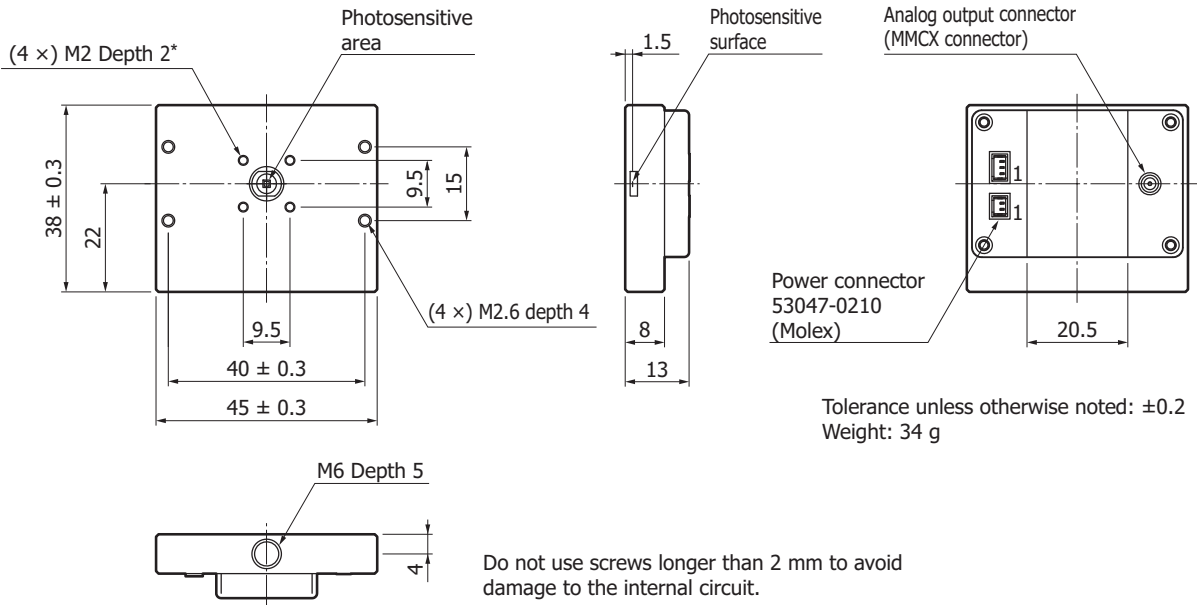 Photosensitive
area
(4 ×) M2 Depth 2*
38 ± 0.3
22
9.5
15
(4 ×) M2.6 depth 4
9.5
40 ± 0.3
45 ± 0.3
Photosensitive
surface
1.5
8
13
Analog output connector
(MMCX connector)
1
1
Power connector
53047-0210
(Molex)
20.5
Tolerance unless otherwise noted: ±0.2
Weight: 34 g
M6 Depth 5
4
Do not use screws longer than 2 mm to avoid
damage to the internal circuit.